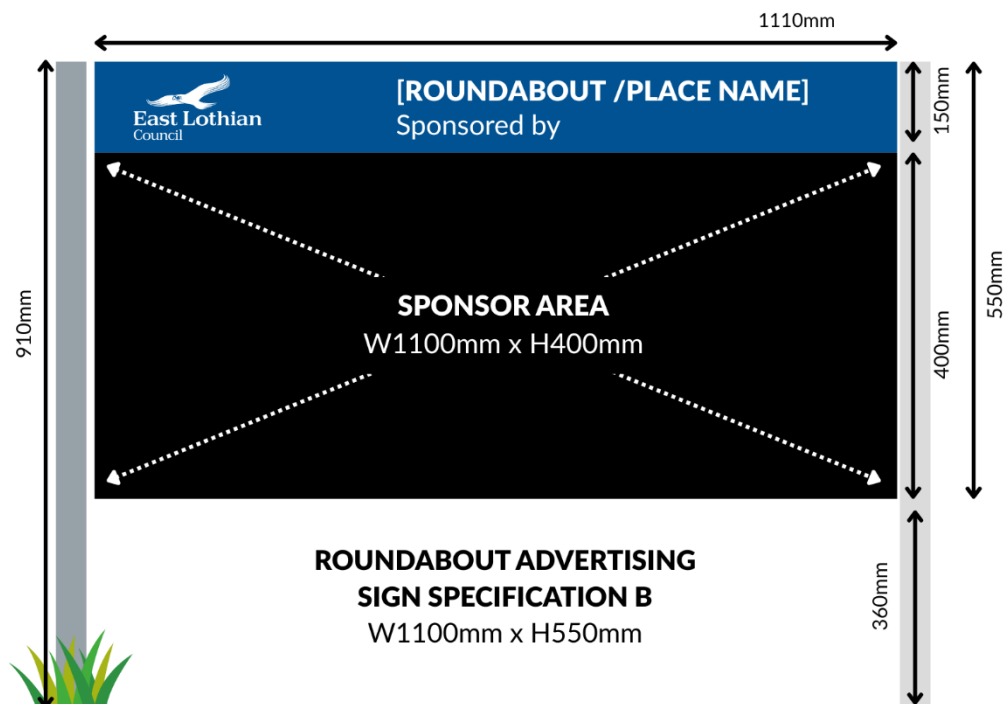 1110mm
East Lothian
Council
[ROUNDABOUT /PLACE NAME]
Sponsored by
150mm
SPONSOR AREA
W1100mm x H400mm
910mm
400mm
550mm
ROUNDABOUT ADVERTISING
SIGN SPECIFICATION B
W1100mm x H550mm
360mm